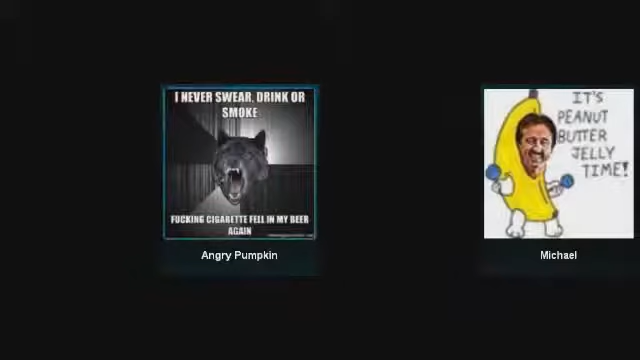 I NEVER SWEAR, DRINK OR
SMOKE
FUCKING CIGARETTE FELL IN MY BEER
AGAIN
Angry Pumpkin
IT'S
PEANUT
BUTTER
JELLY
TIME!
Michael